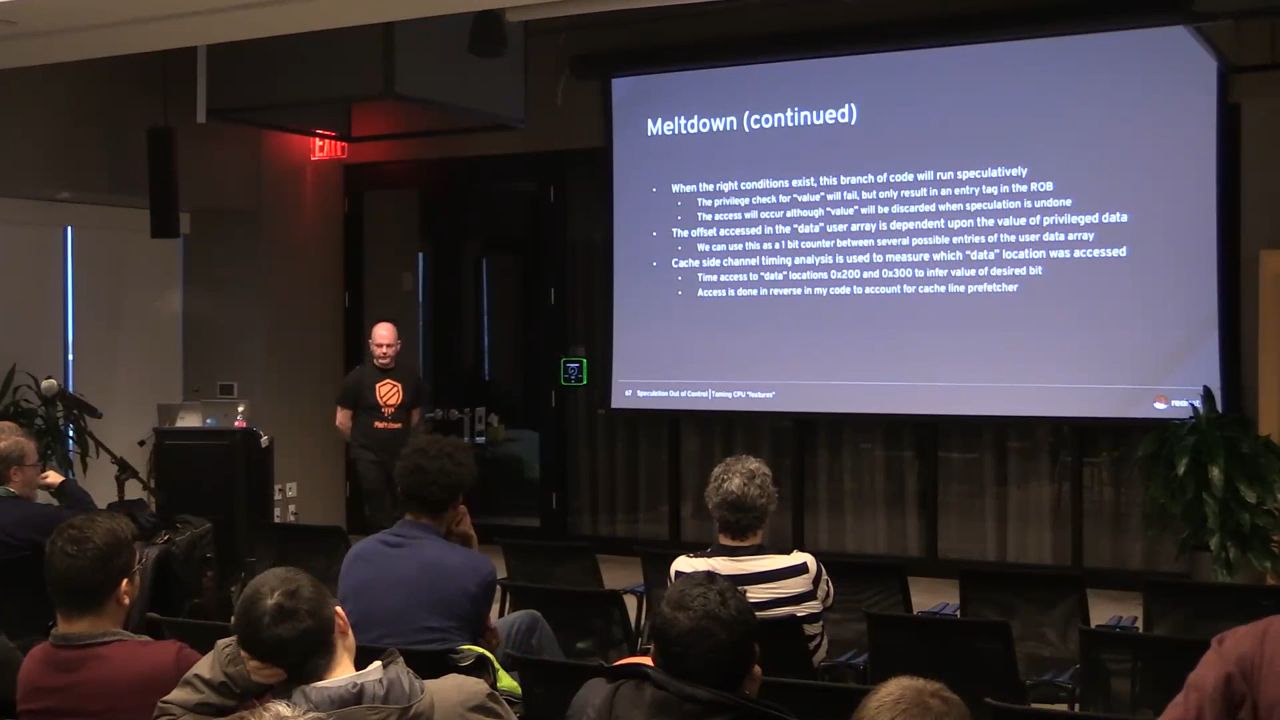 Meltdown (continued)
EXIT
When the right conditions exist, this branch of code will run speculatively
The privilege check for “value” will fail, but only result in an entry tag in the ROB
The access will occur although “value” will be discarded when speculation is undone
The offset accessed in the “data” user array is dependent upon the value of privileged data
We can use this as a 1 bit counter between several possible entries of the user data array
Cache side channel timing analysis is used to measure which “data” location was accessed
Time access to “data” locations 0x200 and 0x300 to infer value of desired bit
Access is done in reverse in my code to account for cache line prefetcher
67 Speculation Out of Control | Taming CPU "features"
Meltdown